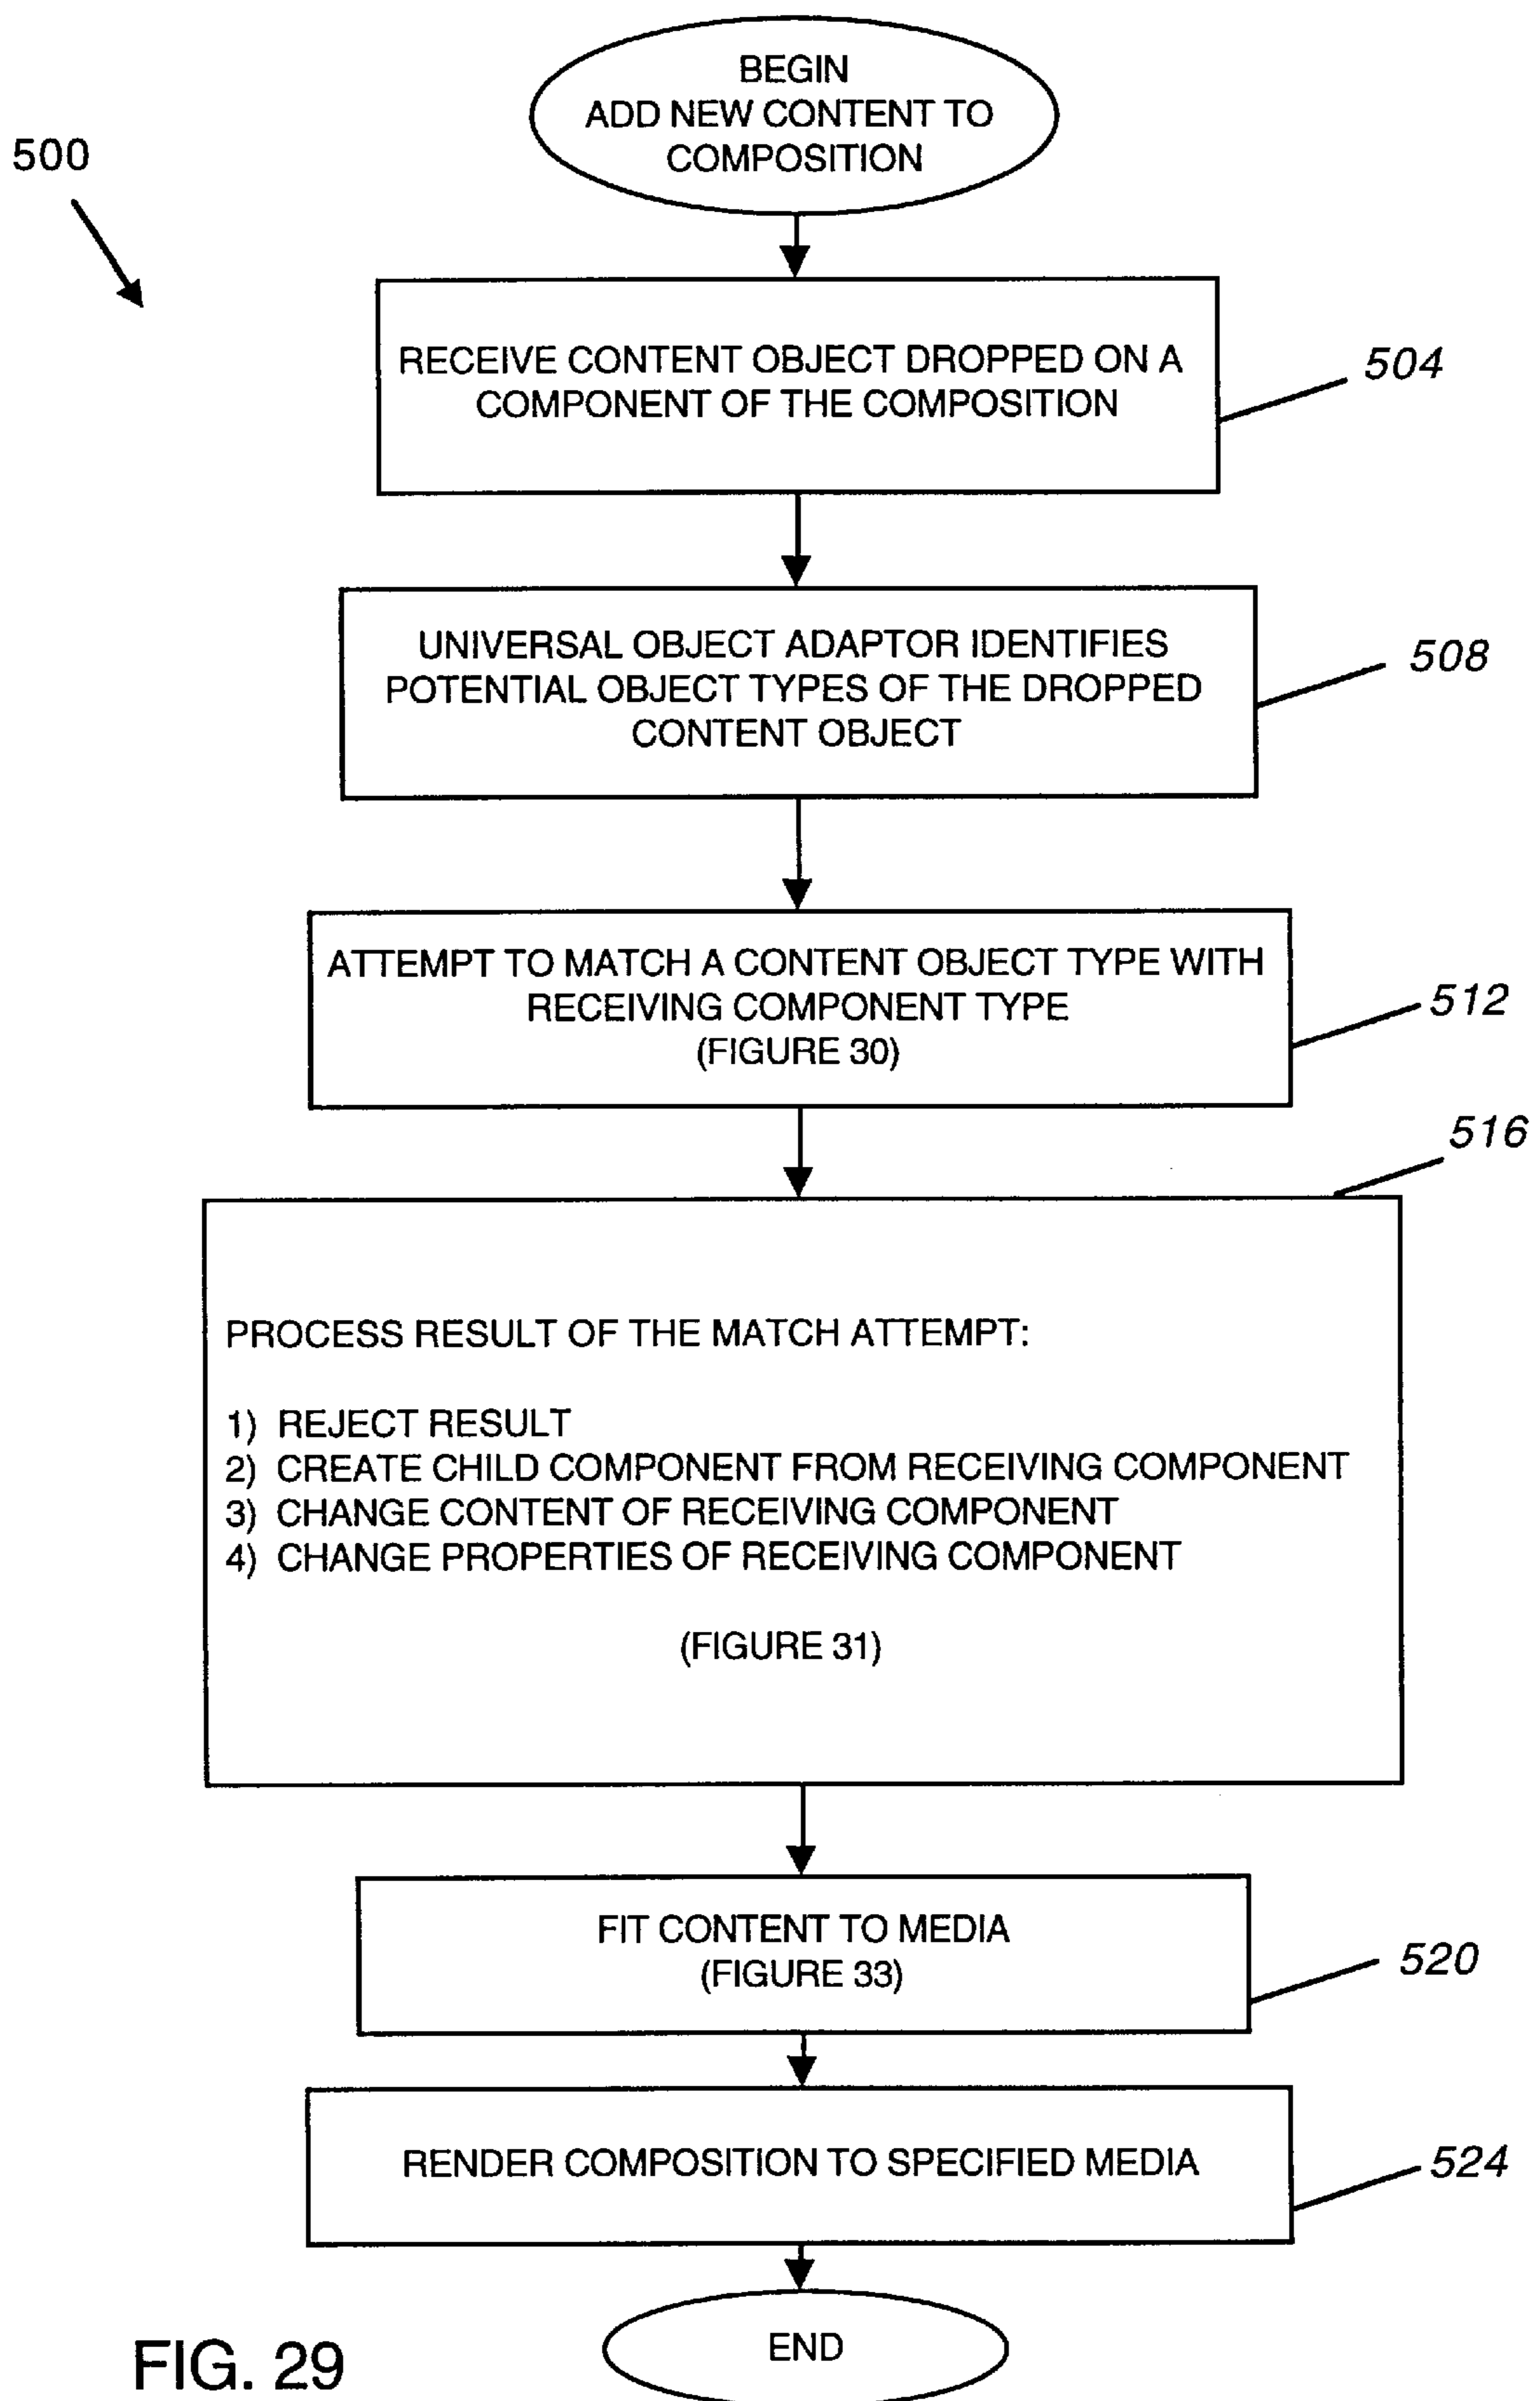 BEGIN
ADD NEW CONTENT TO
COMPOSITION
500
RECEIVE CONTENT OBJECT DROPPED ON A
COMPONENT OF THE COMPOSITION
504
UNIVERSAL OBJECT ADAPTOR IDENTIFIES
POTENTIAL OBJECT TYPES OF THE DROPPED
CONTENT OBJECT
508
ATTEMPT TO MATCH A CONTENT OBJECT TYPE WITH
RECEIVING COMPONENT TYPE
(FIGURE 30)
512
516
PROCESS RESULT OF THE MATCH ATTEMPT:
1) REJECT RESULT
2) CREATE CHILD COMPONENT FROM RECEIVING COMPONENT
3) CHANGE CONTENT OF RECEIVING COMPONENT
4) CHANGE PROPERTIES OF RECEIVING COMPONENT
(FIGURE 31)
FIT CONTENT TO MEDIA
(FIGURE 33)
520
RENDER COMPOSITION TO SPECIFIED MEDIA
524
END
FIG. 29